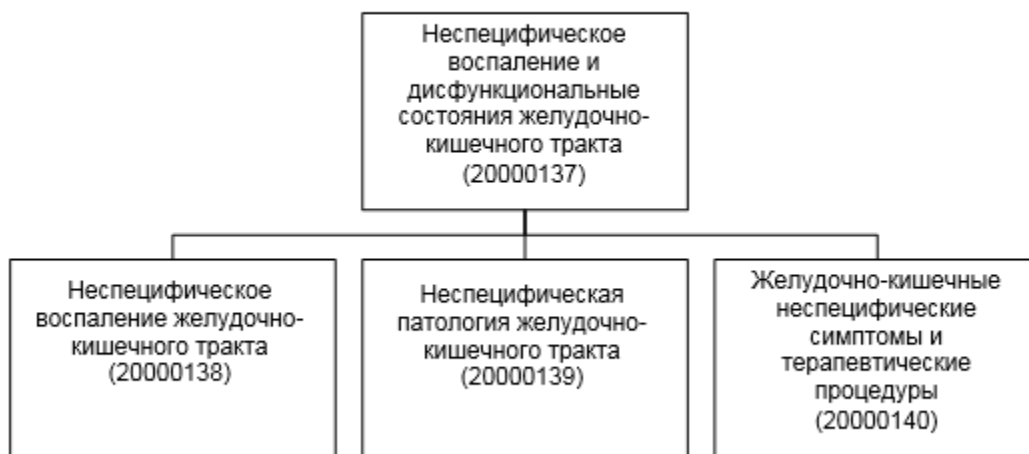 Неспецифическое
воспаление и
дисфункциональные
состояния желудочно-
кишечного тракта
(20000137)
Неспецифическое
воспаление желудочно-
кишечного тракта
(20000138)
Неспецифическая
патология желудочно-
кишечного тракта
(20000139)
Желудочно-кишечные
неспецифические
симптомы и
терапевтические
процедуры
(20000140)